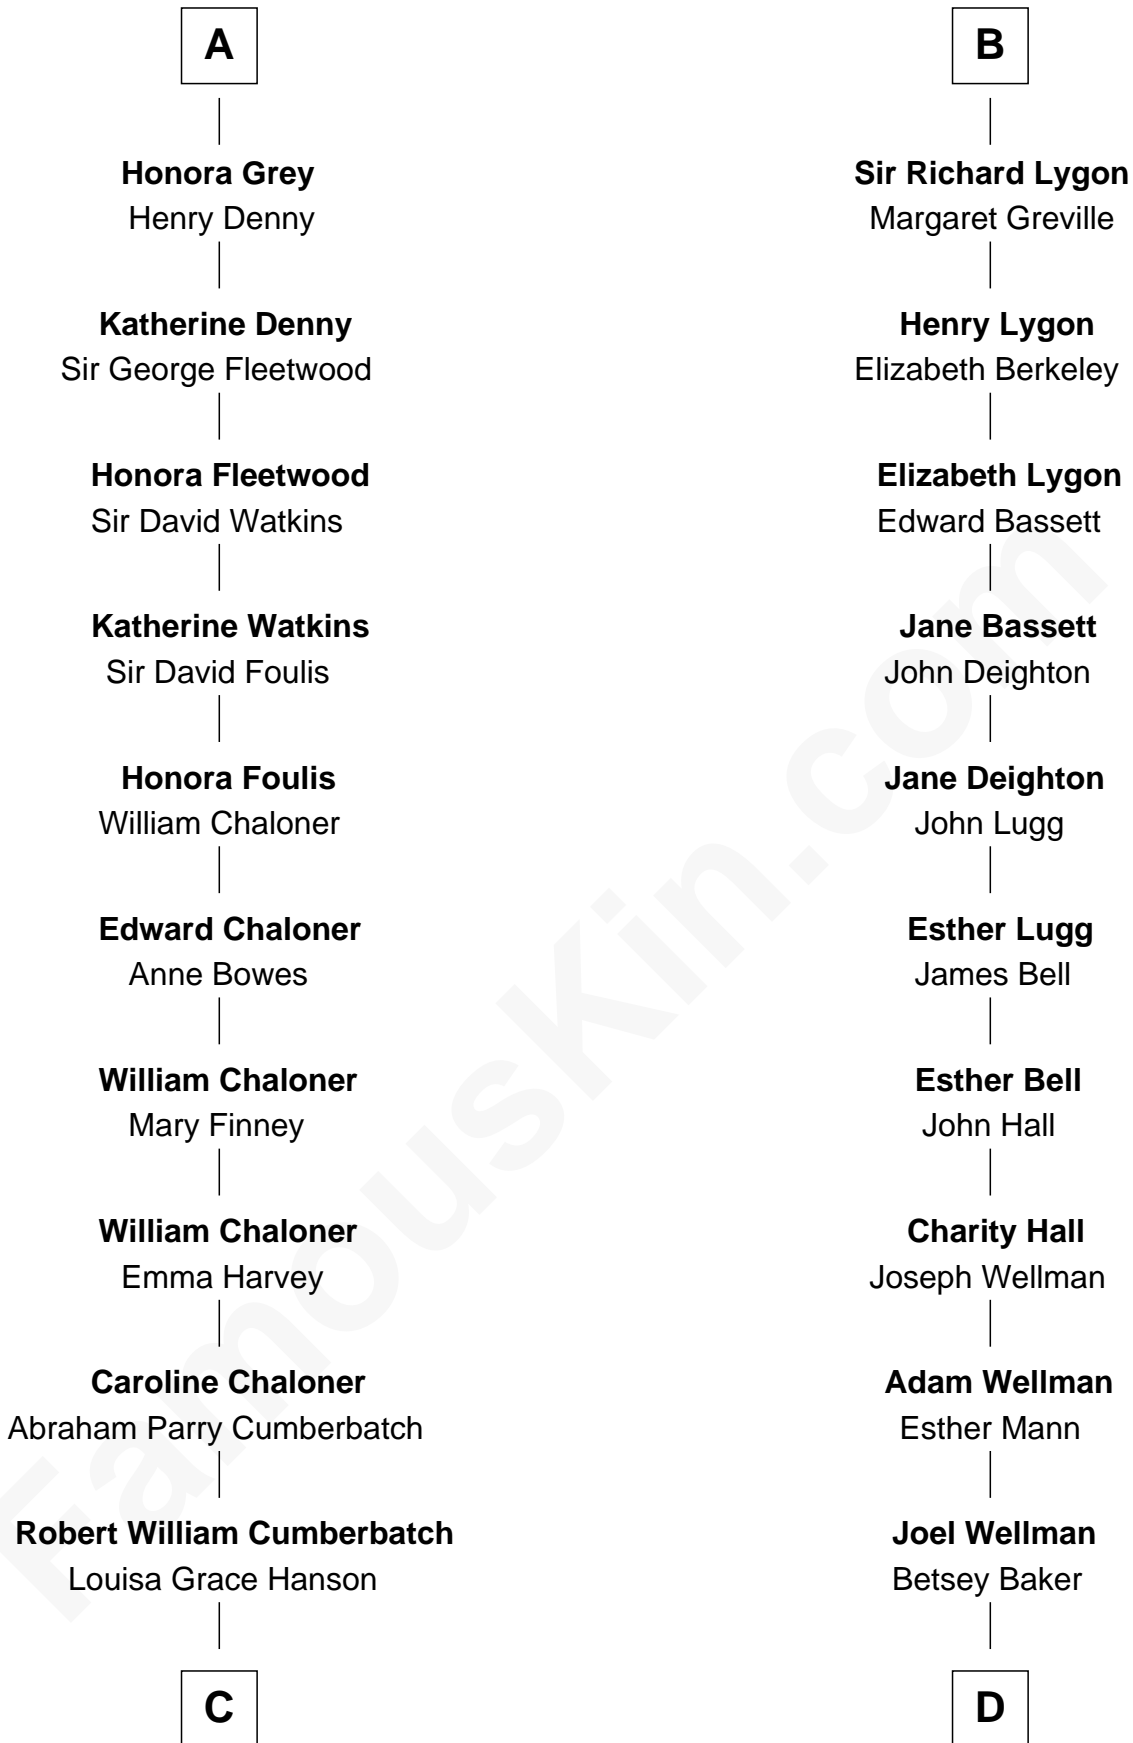 A
Honora Grey
Henry Denny
Katherine Denny
Sir George Fleetwood
Honora Fleetwood
Sir David Watkins
Katherine Watkins
Sir David Foulis
Honora Foulis
William Chaloner
Edward Chaloner
Anne Bowes
William Chaloner
Mary Finney
William Chaloner
Emma Harvey
Caroline Chaloner
Abraham Parry Cumberbatch
Robert William Cumberbatch
Louisa Grace Hanson
C
B
Sir Richard Lygon
Margaret Greville
Henry Lygon
Elizabeth Berkeley
Elizabeth Lygon
Edward Bassett
Jane Bassett
John Deighton
Jane Deighton
John Lugg
Esther Lugg
James Bell
Esther Bell
John Hall
Charity Hall
Joseph Wellman
Adam Wellman
Esther Mann
Joel Wellman
Betsey Baker
D
FamousKin.com